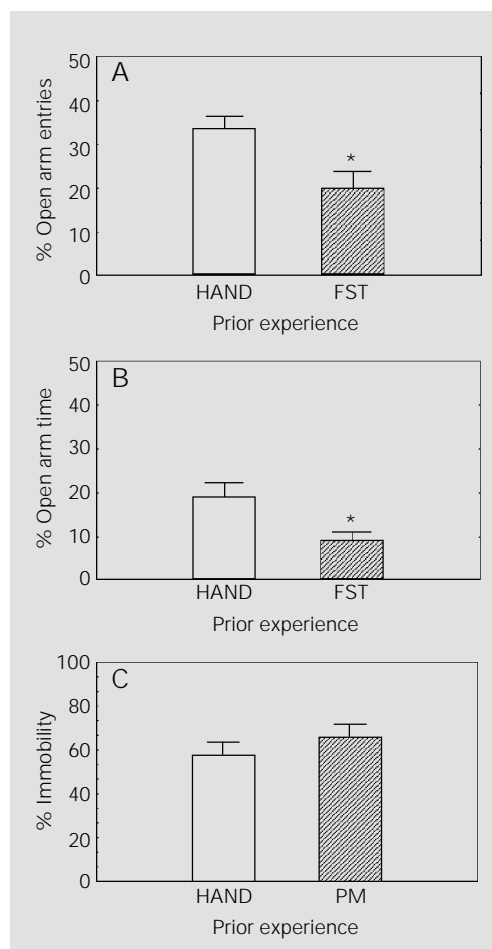 A
% Open arm entries
50
40
30
20
10
0
*
HAND FST
Prior experience
B
% Open arm time
50
40
30
20
10
0
*
HAND FST
Prior experience
C
% Immobility
100
80
60
40
20
0
HAND PM
Prior experience